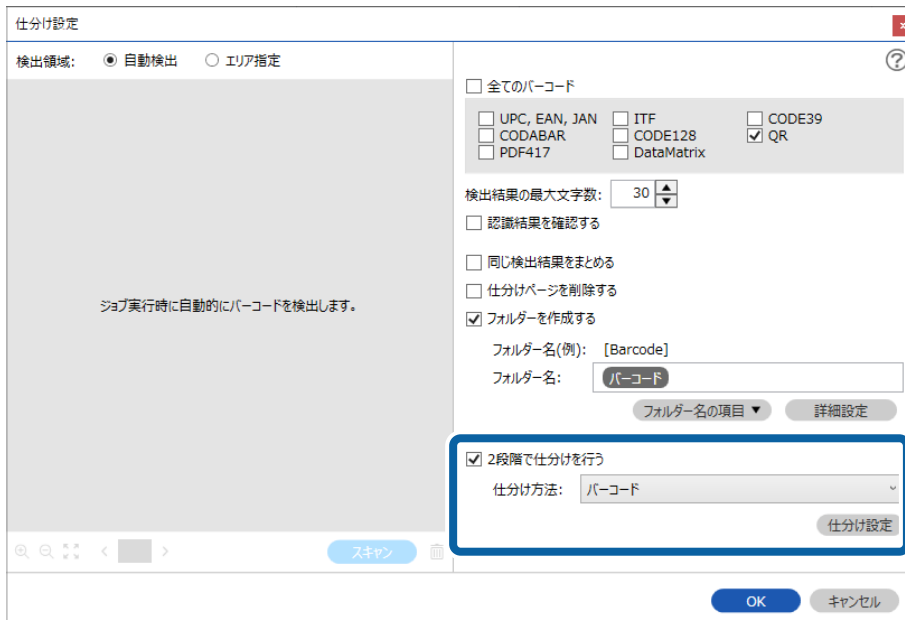 仕分け設定
検出領域: 自動検出 エリア指定
全てのバーコード
UPC, EAN, JAN ITF CODE39
CODABAR CODE128 QR
PDF417 DataMatrix
検出結果の最大文字数: 30
認識結果を確認する
同じ検出結果をまとめる
仕分けページを削除する
フォルダーを作成する
フォルダー名(例): [Barcode]
フォルダー名: バーコード
フォルダー名の項目▼ 詳細設定
2段階で仕分けを行う
仕分け方法: バーコード
仕分け設定
ジョブ実行時に自動的にバーコードを検出します。
スキャン
OK キャンセル